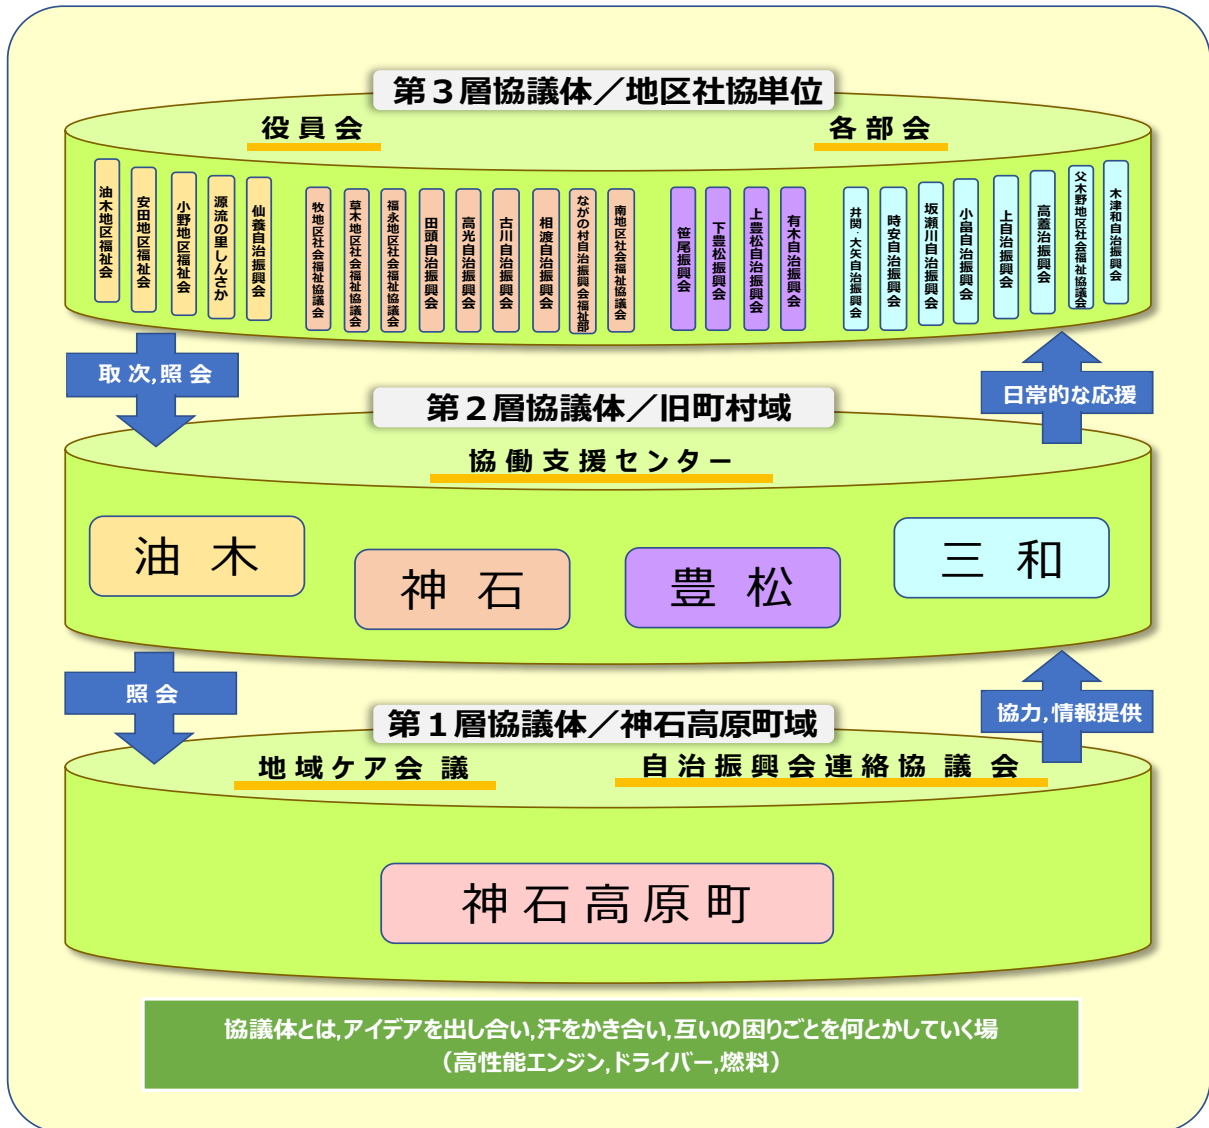 第３層協議体／地区社協単位
役員会
各部会
油木地区福祉会
安田地区福祉会
小野地区福祉会
源流の里しんさか
仙養自治振興会
牧地区社会福祉協議会
草木地区社会福祉協議会
福永地区社会福祉協議会
田頭自治振興会
高光自治振興会
古川自治振興会
相渡自治振興会
ながの村自治振興会福祉部
南地区社会福祉協議会
笹尾振興会
下豊松振興会
上豊松自治振興会
有木自治振興会
井関・大矢自治振興会
時安自治振興会
坂瀬川自治振興会
小畠自治振興会
上自治振興会
高蓋治振興会
父木野地区社会福祉協議会
木津和自治振興会
取次,照会
日常的な応援
第２層協議体／旧町村域
協働支援センター
油木
神石
豊松
三和
照会
協力,情報提供
第１層協議体／神石高原町域
地域ケア会議
自治振興会連絡協議会
神石高原町
協議体とは,アイデアを出し合い,汗をかき合い,互いの困りごとを何とかしていく場
（高性能エンジン,ドライバー,燃料）